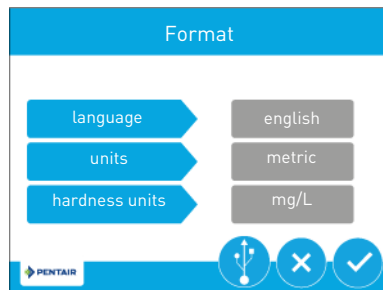 Format
language
english
units
metric
hardness units
mg/L
PENTAIR